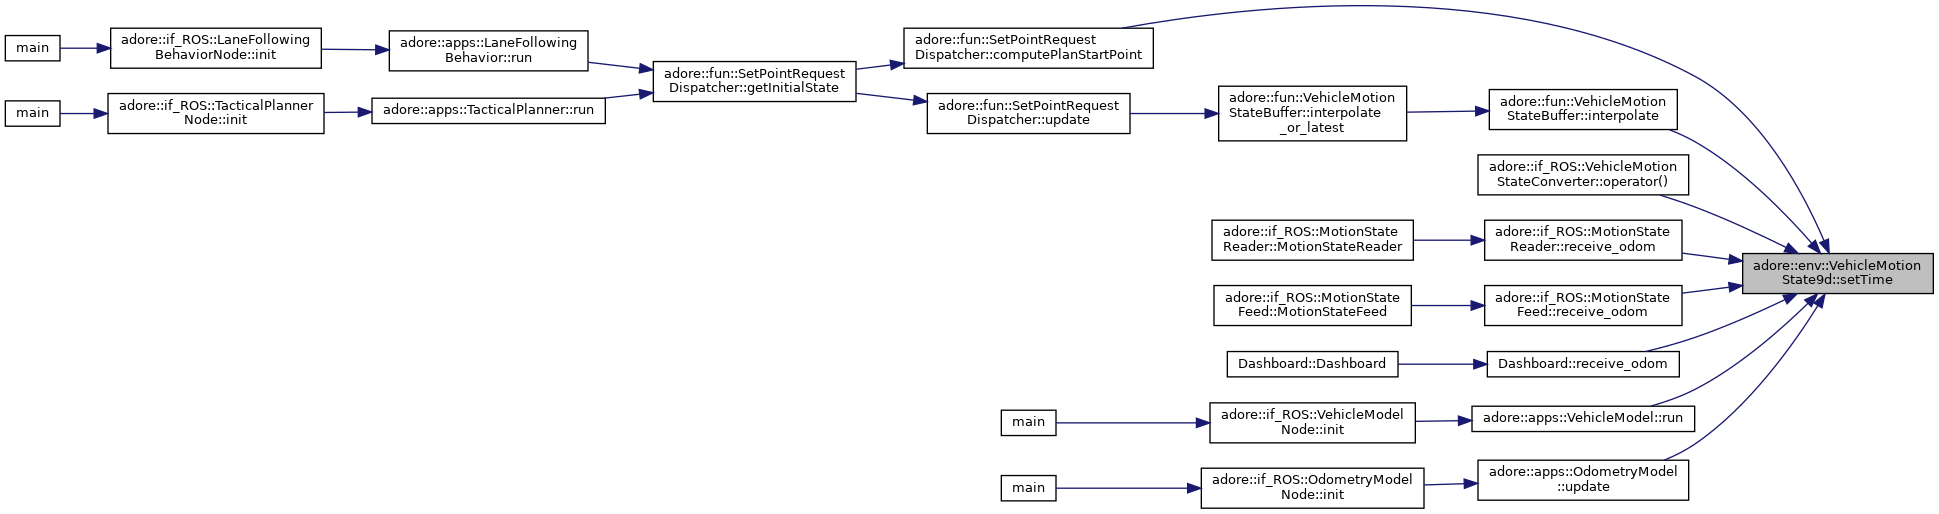 main
adore::if_ROS::LaneFollowing
BehaviorNode::init
adore::apps::LaneFollowing
Behavior::run
main
adore::if_ROS::TacticalPlanner
Node::init
adore::apps::TacticalPlanner::run
adore::fun::SetPointRequest
Dispatcher::getInitialState
adore::fun::SetPointRequest
Dispatcher::computePlanStartPoint
adore::fun::SetPointRequest
Dispatcher::update
adore::fun::VehicleMotion
StateBuffer::interpolate
_or_latest
adore::fun::VehicleMotion
StateBuffer::interpolate
adore::if_ROS::VehicleMotion
StateConverter::operator()
adore::if_ROS::MotionState
Reader::MotionStateReader
adore::if_ROS::MotionState
Reader::receive_odom
adore::env::VehicleMotion
State9d::setTime
adore::if_ROS::MotionState
Feed::MotionStateFeed
adore::if_ROS::MotionState
Feed::receive_odom
Dashboard::Dashboard
Dashboard::receive_odom
main
adore::if_ROS::VehicleModel
Node::init
adore::apps::VehicleModel::run
main
adore::if_ROS::OdometryModel
Node::init
adore::apps::OdometryModel
::update